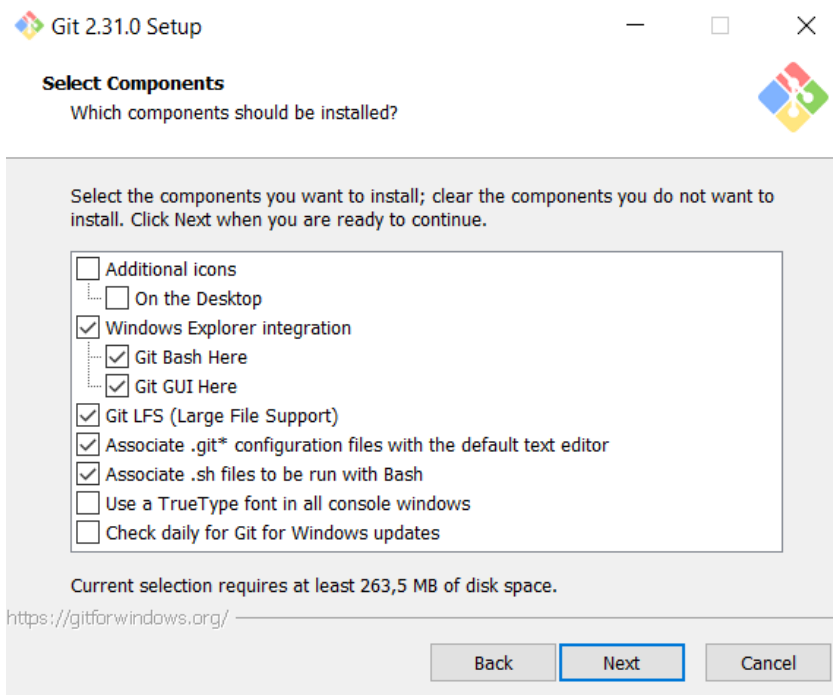 Git 2.31.0 Setup
Select Components
Which components should be installed?
Select the components you want to install; clear the components you do not want to
install. Click Next when you are ready to continue.
Additional icons
On the Desktop
Windows Explorer integration
Git Bash Here
Git GUI Here
Git LFS (Large File Support)
Associate .git* configuration files with the default text editor
Associate .sh files to be run with Bash
Use a TrueType font in all console windows
Check daily for Git for Windows updates
Current selection requires at least 263,5 MB of disk space.
https://gitforwindows.org/
Back Next Cancel